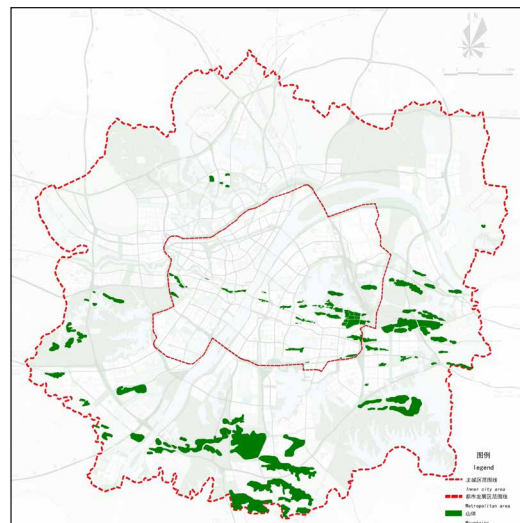 N
图例
legend
主城区范围线
Inner city area
都市发展区范围线
Metropolitan area
山体
Mountains